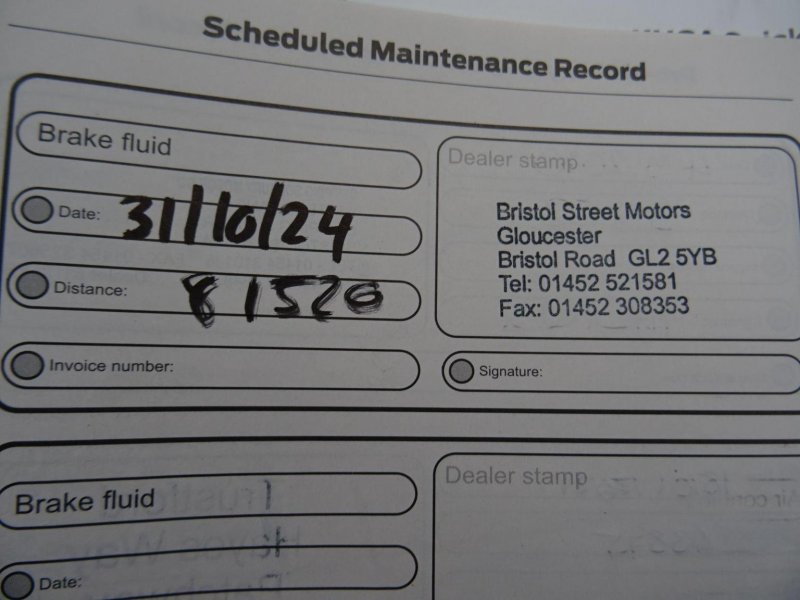 Scheduled Maintenance Record
Brake fluid
Date: 31/10/24
Distance: 81520
Invoice number:
Dealer stamp
Bristol Street Motors
Gloucester
Bristol Road GL2 5YB
Tel: 01452 521581
Fax: 01452 308353
Signature:
Brake fluid
Date:
Dealer stamp